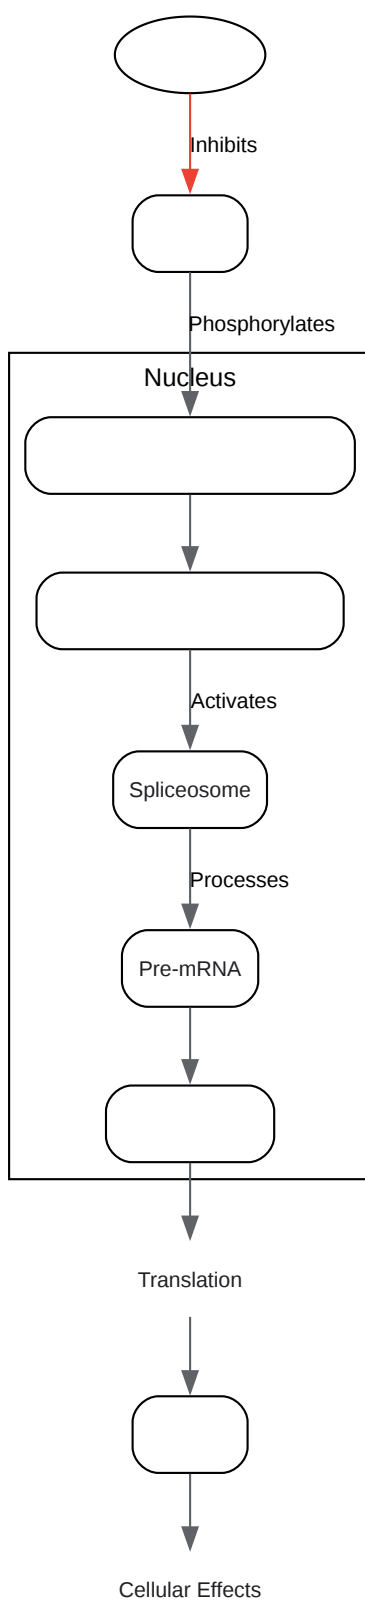 Inhibits
Phosphorylates
Nucleus
Activates
Spliceosome
Processes
Pre-mRNA
Translation
Cellular Effects